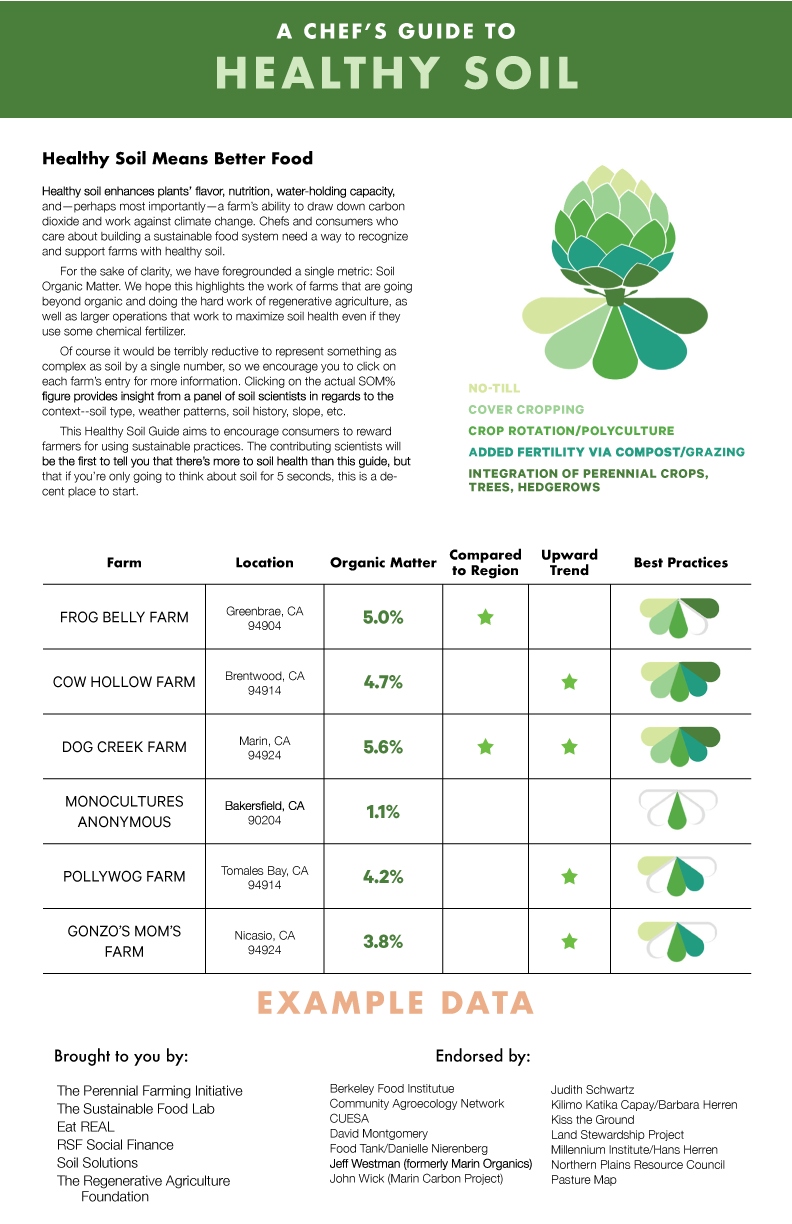 A CHEF'S GUIDE TO
HEALTHY SOIL
Healthy Soil Means Better Food
Healthy soil enhances plants' flavor, nutrition, water-holding capacity,
and—perhaps most importantly—a farm's ability to draw down carbon
dioxide and work against climate change. Chefs and consumers who
care about building a sustainable food system need a way to recognize
and support farms with healthy soil.
For the sake of clarity, we have foregrounded a single metric: Soil
Organic Matter. We hope this highlights the work of farms that are going
beyond organic and doing the hard work of regenerative agriculture, as
well as larger operations that work to maximize soil health even if they
use some chemical fertilizer.
Of course it would be terribly reductive to represent something as
complex as soil by a single number, so we encourage you to click on
each farm's entry for more information. Clicking on the actual SOM%
figure provides insight from a panel of soil scientists in regards to the
context--soil type, weather patterns, soil history, slope, etc.
This Healthy Soil Guide aims to encourage consumers to reward
farmers for using sustainable practices. The contributing scientists will
be the first to tell you that there's more to soil health than this guide, but
that if you're only going to think about soil for 5 seconds, this is a de-
cent place to start.
NO-TILL
COVER CROPPING
CROP ROTATION/POLYCULTURE
ADDED FERTILITY VIA COMPOST/GRAZING
INTEGRATION OF PERENNIAL CROPS,
TREES, HEDGEROWS
Farm Location Organic Matter Compared to Region Upward Trend Best Practices
FROG BELLY FARM
Greenbrae, CA
94904
5.0%
COW HOLLOW FARM
Brentwood, CA
94914
4.7%
DOG CREEK FARM
Marin, CA
94924
5.6%
MONOCULTURES
ANONYMOUS
Bakersfield, CA
90204
1.1%
POLLYWOG FARM
Tomales Bay, CA
94914
4.2%
GONZO'S MOM'S
FARM
Nicasio, CA
94924
3.8%
EXAMPLE DATA
Brought to you by:
The Perennial Farming Initiative
The Sustainable Food Lab
Eat REAL
RSF Social Finance
Soil Solutions
The Regenerative Agriculture
Foundation
Endorsed by:
Berkeley Food Institutue
Community Agroecology Network
CUESA
David Montgomery
Food Tank/Danielle Nierenberg
Jeff Westman (formerly Marin Organics)
John Wick (Marin Carbon Project)
Judith Schwartz
Kilimo Katika Capay/Barbara Herren
Kiss the Ground
Land Stewardship Project
Millennium Institute/Hans Herren
Northern Plains Resource Council
Pasture Map